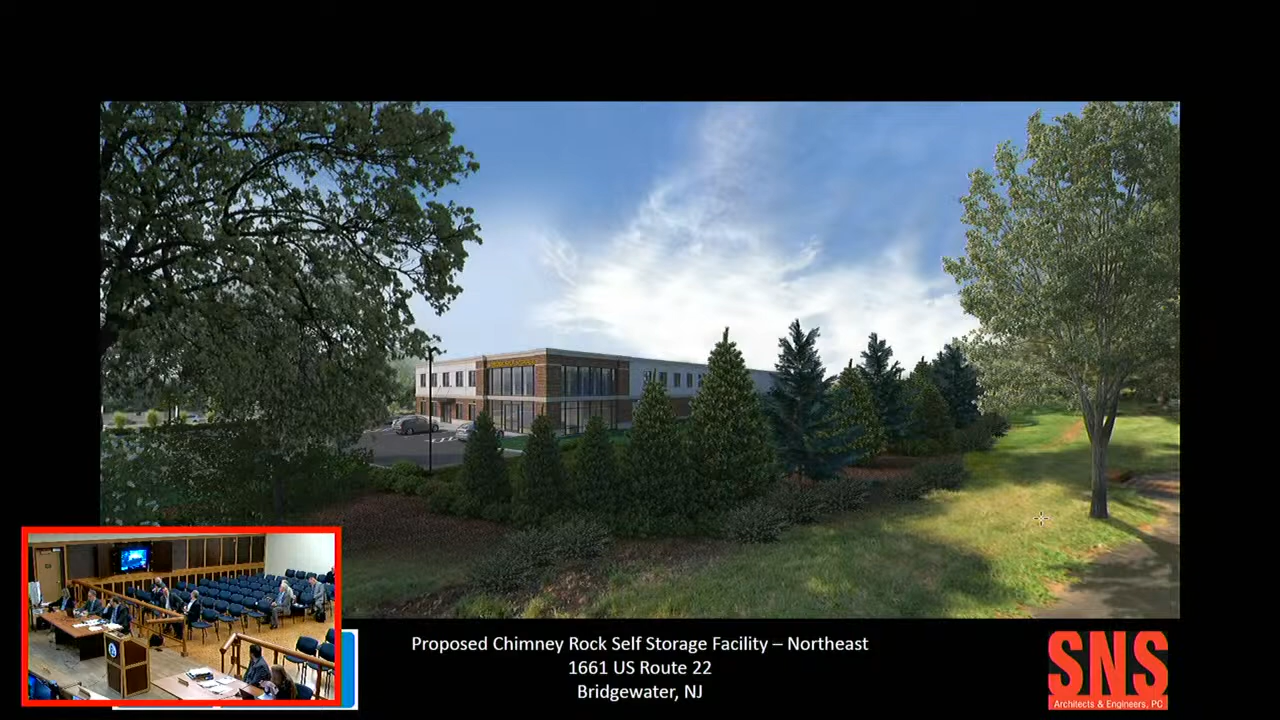 Proposed Chimney Rock Self Storage Facility – Northeast
1661 US Route 22
Bridgewater, NJ
SNS
Architects & Engineers, PC